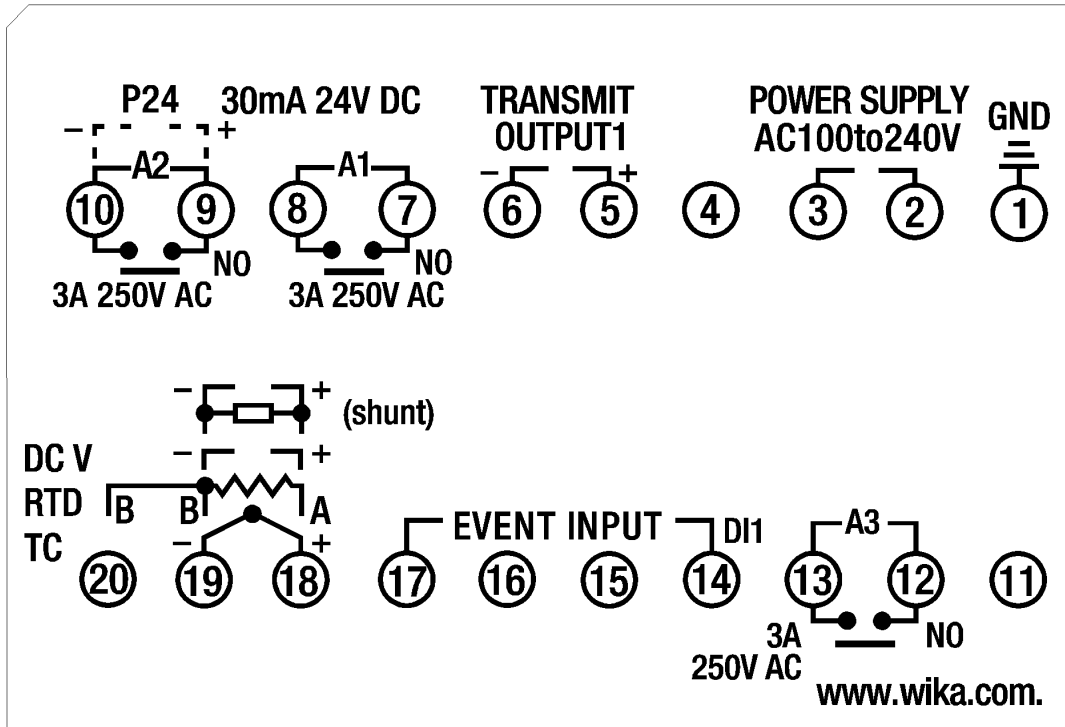 P24 30mA 24V DC
TRANSMIT
OUTPUT1
POWER SUPPLY
AC100to240V
GND
− + A2 A1 − +
10 9 8 7 6 5 4 3 2 1
NO NO
3A 250V AC 3A 250V AC
− + (shunt)
DC V − +
RTD B B A
TC − +
EVENT INPUT DI1 A3
20 19 18 17 16 15 14 13 12 11
3A NO
250V AC
www.wika.com.